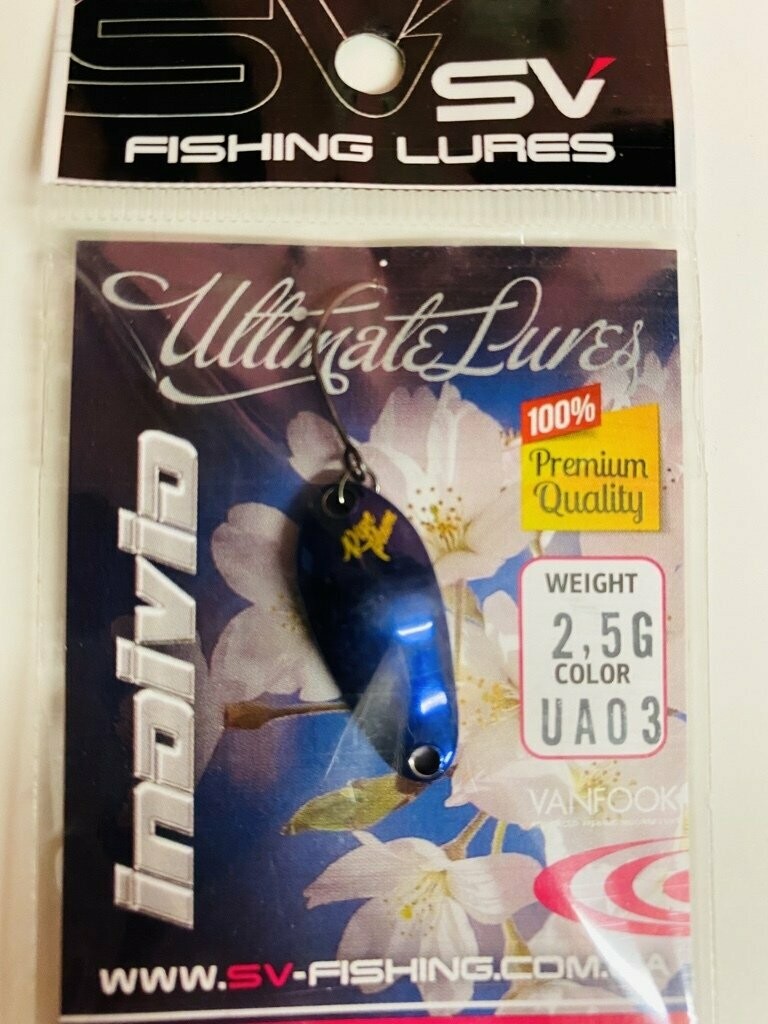 SV
SV
FISHING LURES
Ultimate Lures
100%
Premium
Quality
INDIVID
WEIGHT
2,5G
COLOR
UA03
VANFOOK
WWW.SV-FISHING.COM.UA